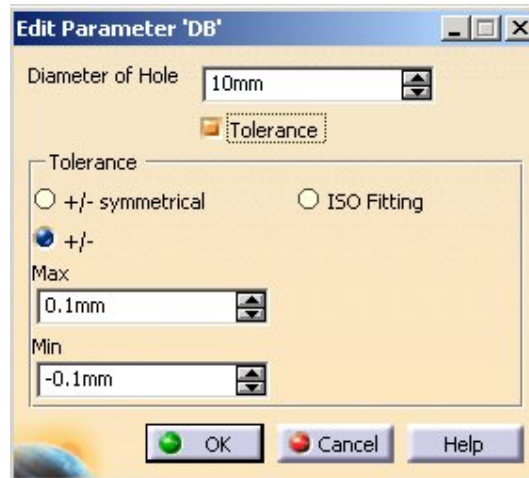 Edit Parameter 'DB'
Diameter of Hole 10mm
Tolerance
Tolerance
+/- symmetrical ISO Fitting
+/-
Max
0.1mm
Min
-0.1mm
OK Cancel Help